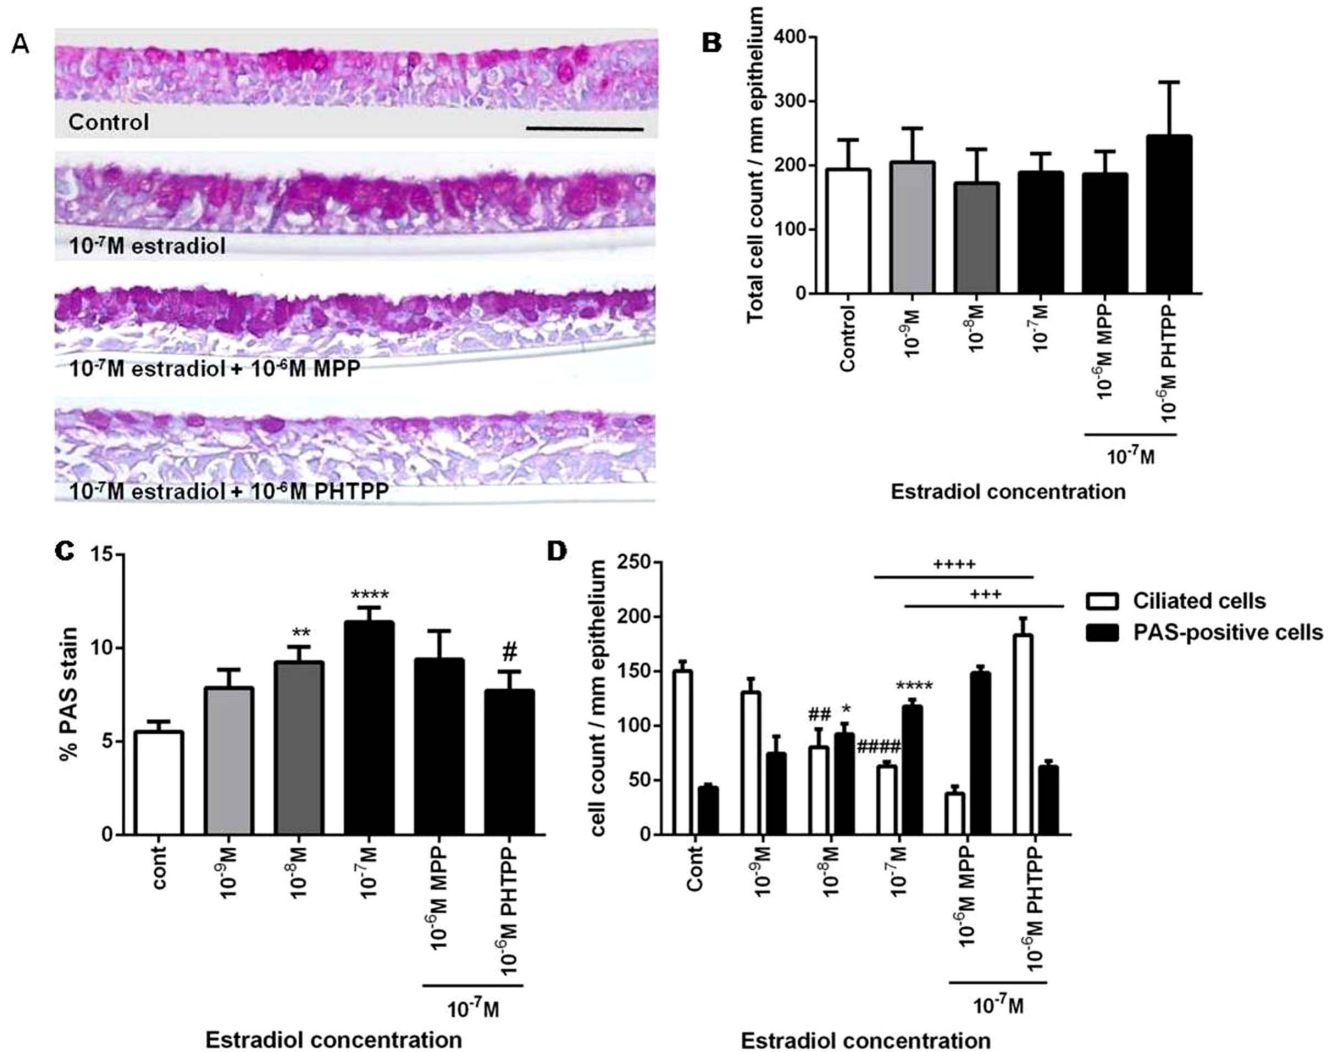 A
Control
10⁻⁷M estradiol
10⁻⁷M estradiol + 10⁻⁶M MPP
10⁻⁷M estradiol + 10⁻⁶M PHTPP
B
Total cell count / mm epithelium
400
300
200
100
0
Control
10⁻⁹M
10⁻⁸M
10⁻⁷M
10⁻⁶M MPP
10⁻⁶M PHTPP
10⁻⁷M
Estradiol concentration
C
% PAS stain
15
10
5
0
**
****
#
cont
10⁻⁹M
10⁻⁸M
10⁻⁷M
10⁻⁶M MPP
10⁻⁶M PHTPP
10⁻⁷M
Estradiol concentration
D
cell count / mm epithelium
250
200
150
100
50
0
++++
+++
## *
#### ****
Cont
10⁻⁹M
10⁻⁸M
10⁻⁷M
10⁻⁶M MPP
10⁻⁶M PHTPP
10⁻⁷M
Estradiol concentration
Ciliated cells
PAS-positive cells